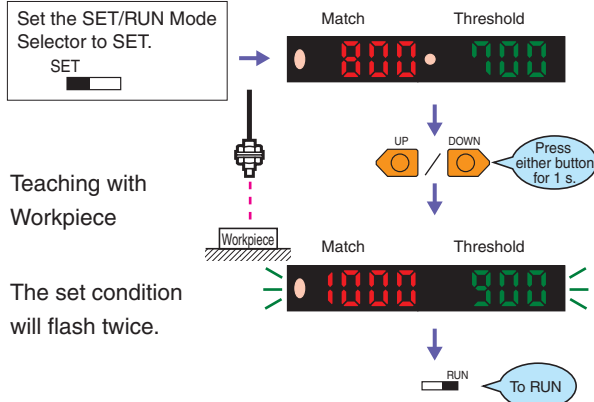 Set the SET/RUN Mode
Selector to SET.
SET
Match Threshold
800 700
UP / DOWN
Press
either button
for 1 s.
Teaching with
Workpiece
Workpiece
Match Threshold
1000 900
The set condition
will flash twice.
RUN
To RUN